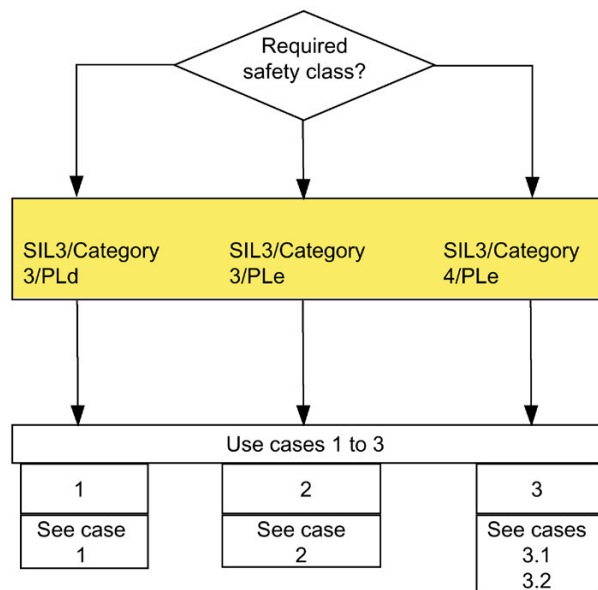 Required
safety class?
SIL3/Category
3/PLd
SIL3/Category
3/PLe
SIL3/Category
4/PLe
Use cases 1 to 3
1
2
3
See case
1
See case
2
See cases
3.1
3.2